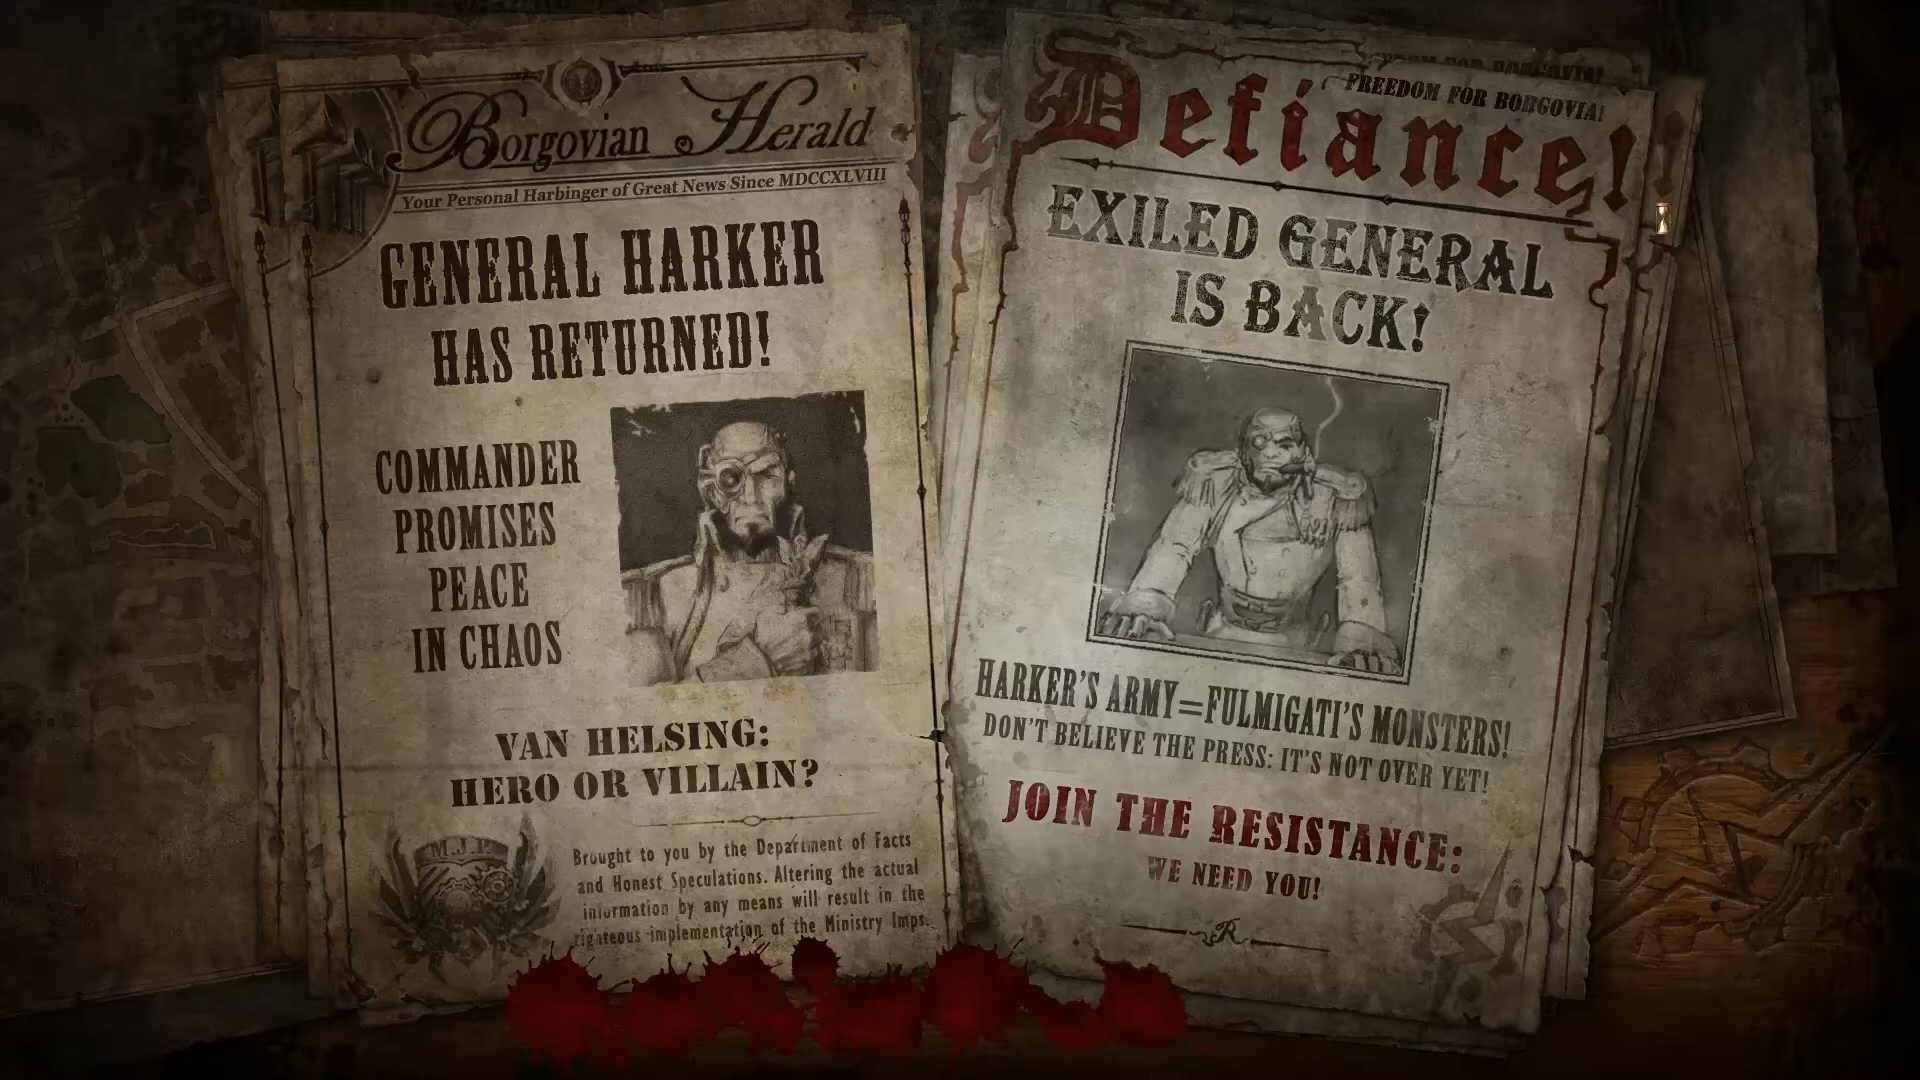 Borgovian Herald
Your Personal Harbinger of Great News Since MDCCXLVIII
GENERAL HARKER
HAS RETURNED!
COMMANDER
PROMISES
PEACE
IN CHAOS
VAN HELSING:
HERO OR VILLAIN?
M.J.P.
Brought to you by the Department of Facts
and Honest Speculations. Altering the actual
information by any means will result in the
righteous implementation of the Ministry Imps.
FREEDOM FOR BORGOVIA!
Defiance!
EXILED GENERAL
IS BACK!
HARKER'S ARMY=FULMIGATI'S MONSTERS!
DON'T BELIEVE THE PRESS: IT'S NOT OVER YET!
JOIN THE RESISTANCE:
WE NEED YOU!
R